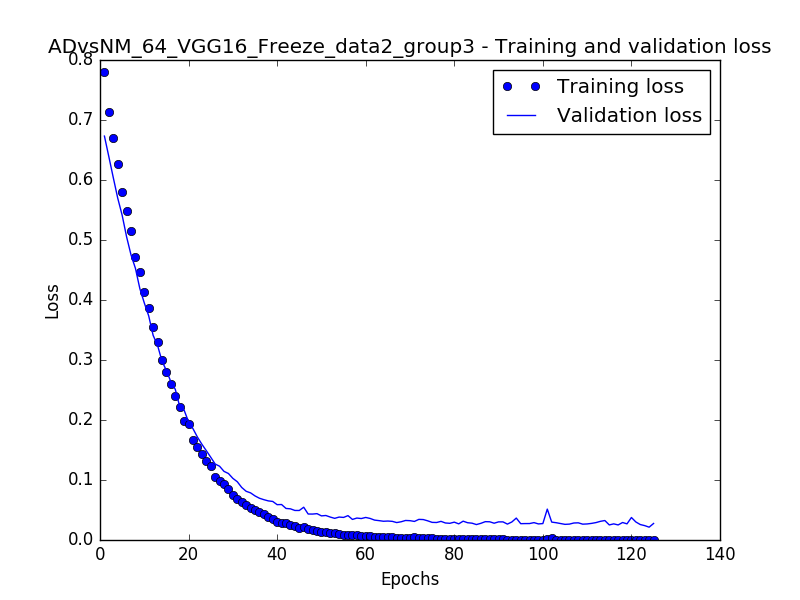 ADvsNM_64_VGG16_Freeze_data2_group3 - Training and validation loss
Training loss
Validation loss
Loss
0.8
0.7
0.6
0.5
0.4
0.3
0.2
0.1
0.0
0 20 40 60 80 100 120 140
Epochs